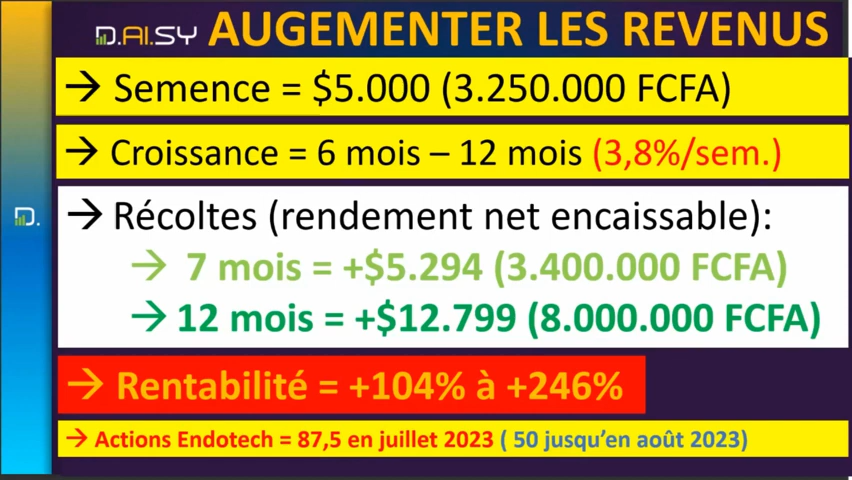 D.AI.SY AUGEMENTER LES REVENUS
→ Semence = $5.000 (3.250.000 FCFA)
→ Croissance = 6 mois – 12 mois (3,8%/sem.)
D.
→ Récoltes (rendement net encaissable):
→ 7 mois = +$5.294 (3.400.000 FCFA)
→ 12 mois = +$12.799 (8.000.000 FCFA)
→ Rentabilité = +104% à +246%
→ Actions Endotech = 87,5 en juillet 2023 ( 50 jusqu’en août 2023)